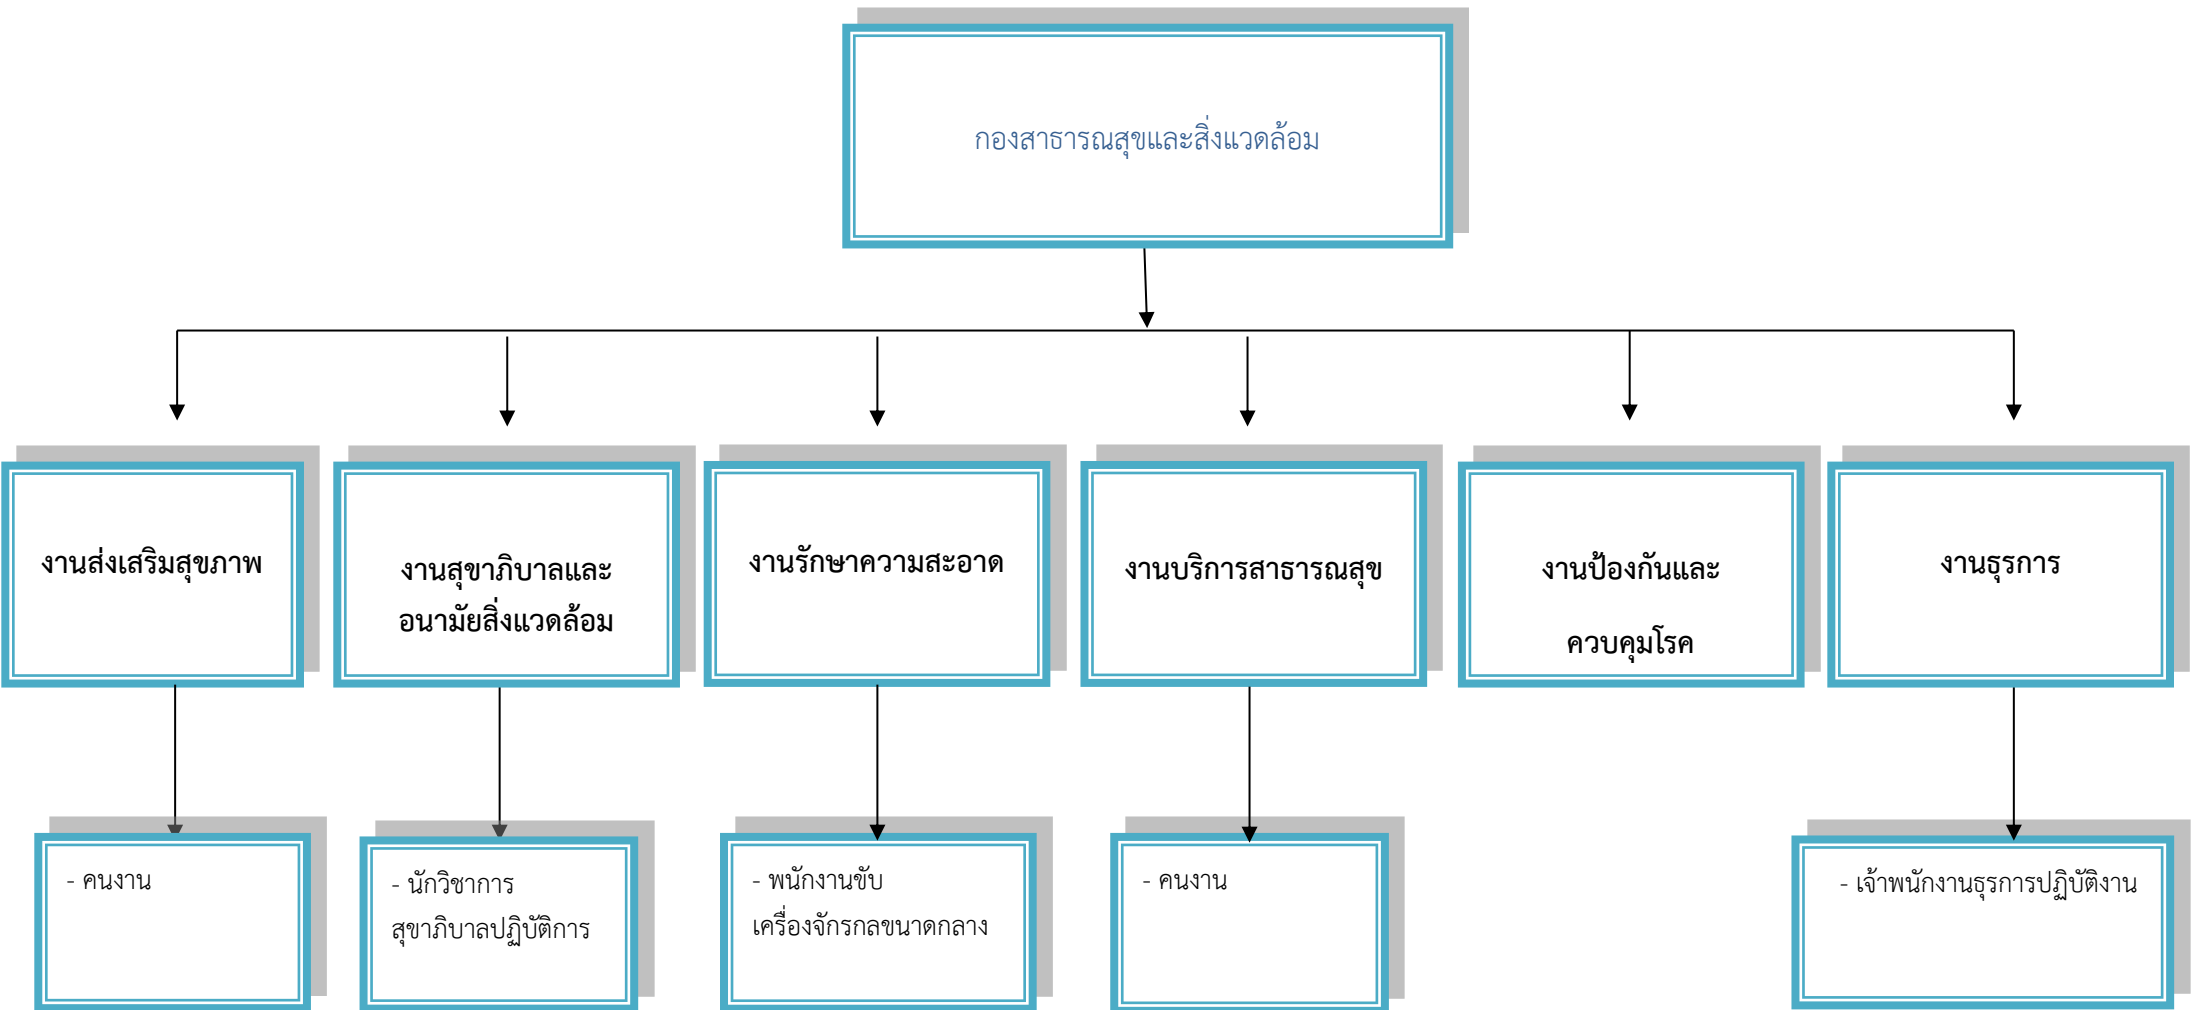 กองสาธารณสุขและสิ่งแวดล้อม
งานส่งเสริมสุขภาพ
งานสุขาภิบาลและ
อนามัยสิ่งแวดล้อม
งานรักษาความสะอาด
งานบริการสาธารณสุข
งานป้องกันและ
ควบคุมโรค
งานธุรการ
- คนงาน
- นักวิชาการ
สุขาภิบาลปฏิบัติการ
- พนักงานขับ
เครื่องจักรกลขนาดกลาง
- คนงาน
- เจ้าพนักงานธุรการปฏิบัติงาน